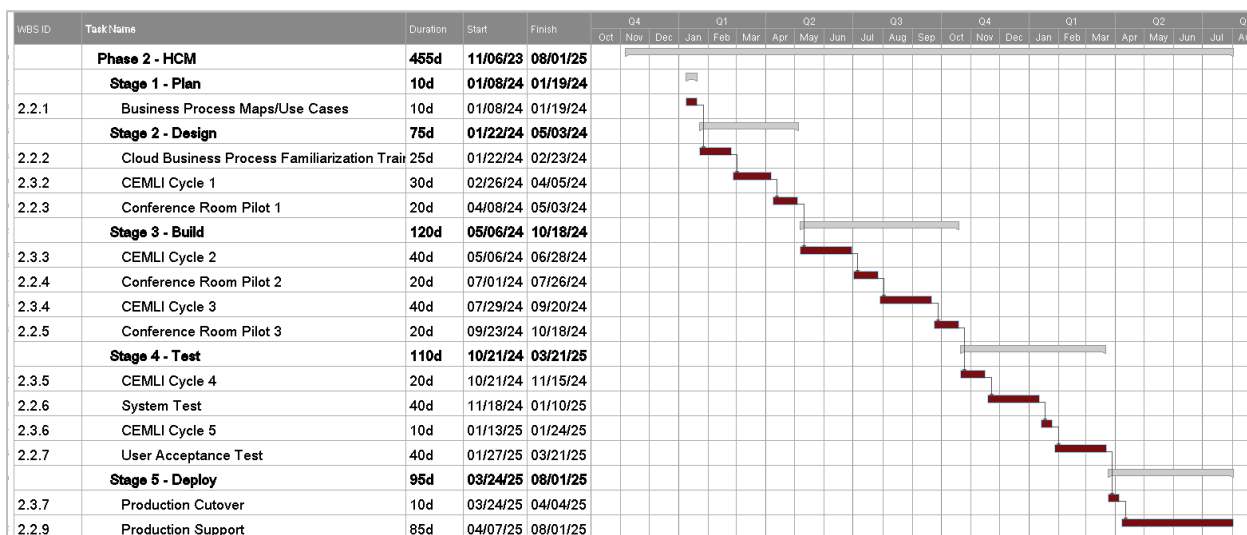 Q4 Q1 Q2 Q3 Q4 Q1 Q2 Q
WBS ID Task Name Duration Start Finish Oct Nov Dec Jan Feb Mar Apr May Jun Jul Aug Sep Oct Nov Dec Jan Feb Mar Apr May Jun Jul A
Phase 2 - HCM 455d 11/06/23 08/01/25
Stage 1 - Plan 10d 01/08/24 01/19/24
2.2.1 Business Process Maps/Use Cases 10d 01/08/24 01/19/24
Stage 2 - Design 75d 01/22/24 05/03/24
2.2.2 Cloud Business Process Familiarization Train 25d 01/22/24 02/23/24
2.3.2 CEMLI Cycle 1 30d 02/26/24 04/05/24
2.2.3 Conference Room Pilot 1 20d 04/08/24 05/03/24
Stage 3 - Build 120d 05/06/24 10/18/24
2.3.3 CEMLI Cycle 2 40d 05/06/24 06/28/24
2.2.4 Conference Room Pilot 2 20d 07/01/24 07/26/24
2.3.4 CEMLI Cycle 3 40d 07/29/24 09/20/24
2.2.5 Conference Room Pilot 3 20d 09/23/24 10/18/24
Stage 4 - Test 110d 10/21/24 03/21/25
2.3.5 CEMLI Cycle 4 20d 10/21/24 11/15/24
2.2.6 System Test 40d 11/18/24 01/10/25
2.3.6 CEMLI Cycle 5 10d 01/13/25 01/24/25
2.2.7 User Acceptance Test 40d 01/27/25 03/21/25
Stage 5 - Deploy 95d 03/24/25 08/01/25
2.3.7 Production Cutover 10d 03/24/25 04/04/25
2.2.9 Production Support 85d 04/07/25 08/01/25